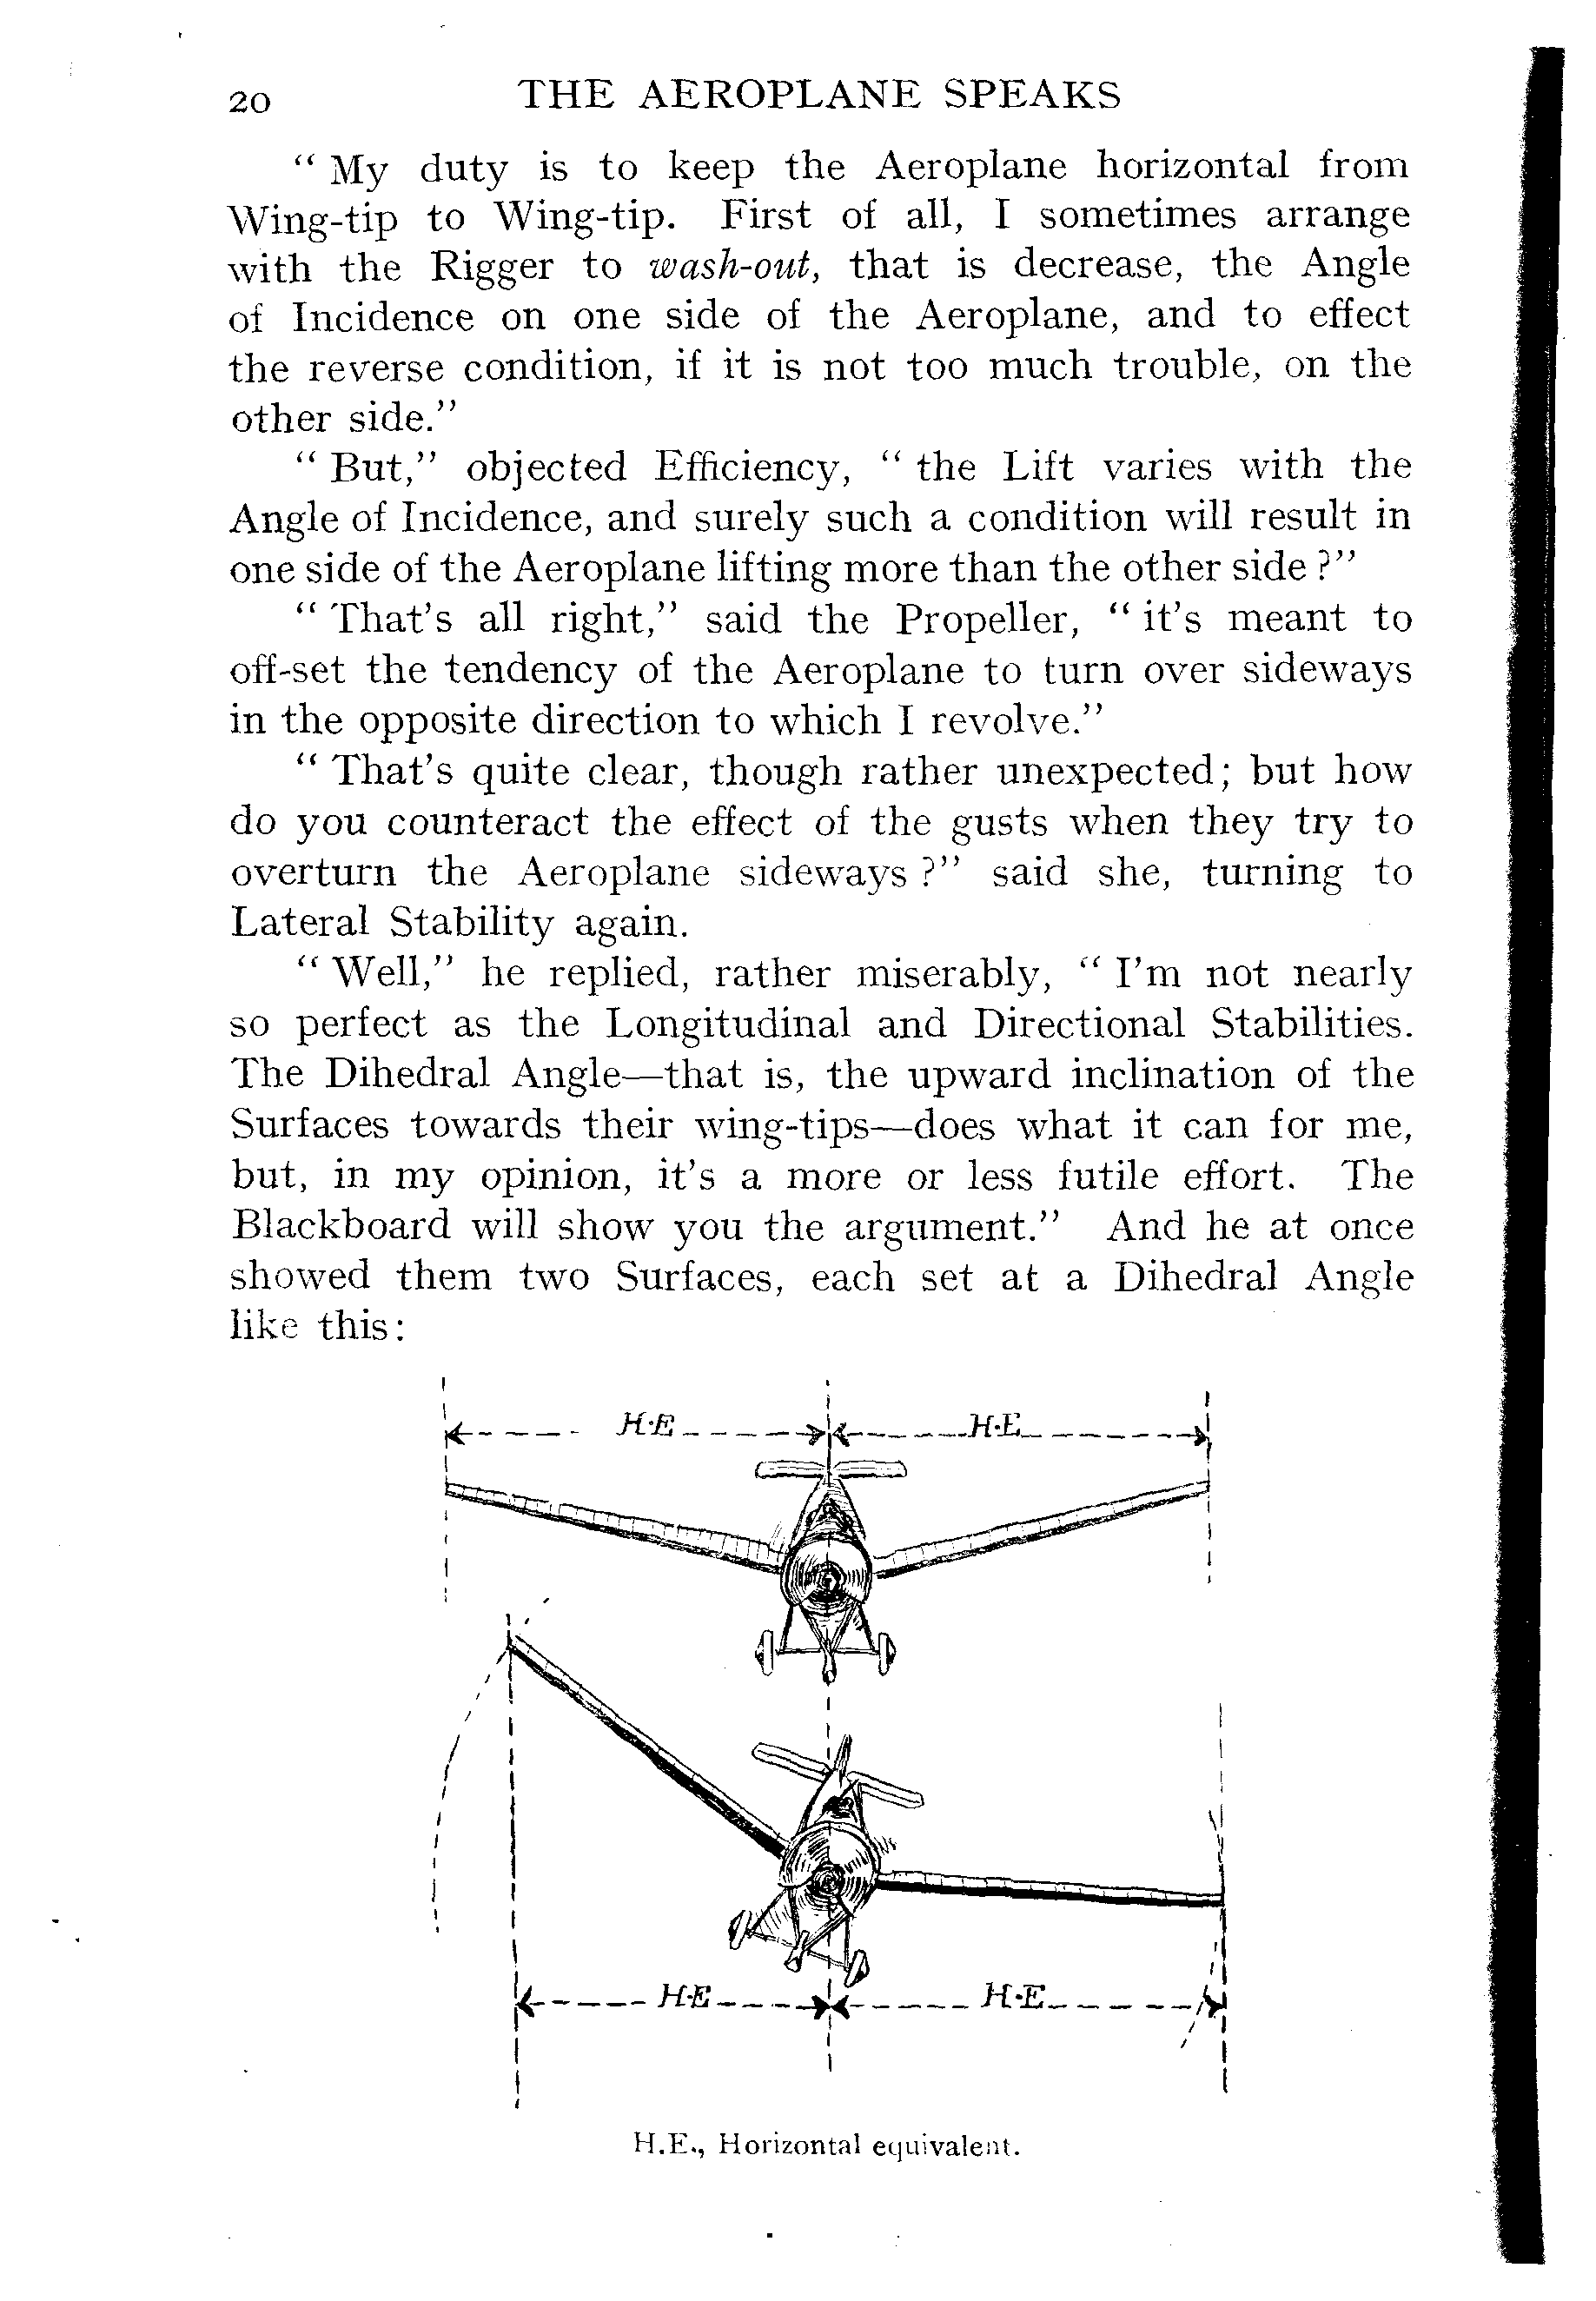 20 THE AEROPLANE SPEAKS
“ My duty is to keep the Aeroplane horizontal from
Wing-tip to Wing-tip. First of all, I sometimes arrange
with the Rigger to wash-out, that is decrease, the Angle
of Incidence on one side of the Aeroplane, and to effect
the reverse condition, if it is not too much trouble, on the
other side.”
“ But,” objected Efficiency, “ the Lift varies with the
Angle of Incidence, and surely such a condition will result in
one side of the Aeroplane lifting more than the other side ?”
“ That’s all right,” said the Propeller, “ it’s meant to
off-set the tendency of the Aeroplane to turn over sideways
in the opposite direction to which I revolve.”
“ That’s quite clear, though rather unexpected; but how
do you counteract the effect of the gusts when they try to
overturn the Aeroplane sideways ?” said she, turning to
Lateral Stability again.
“ Well,” he replied, rather miserably, “ I’m not nearly
so perfect as the Longitudinal and Directional Stabilities.
The Dihedral Angle—that is, the upward inclination of the
Surfaces towards their wing-tips—does what it can for me,
but, in my opinion, it’s a more or less futile effort. The
Blackboard will show you the argument.” And he at once
showed them two Surfaces, each set at a Dihedral Angle
like this:
H·E H·E
H·E H·E
H.E., Horizontal equivalent.